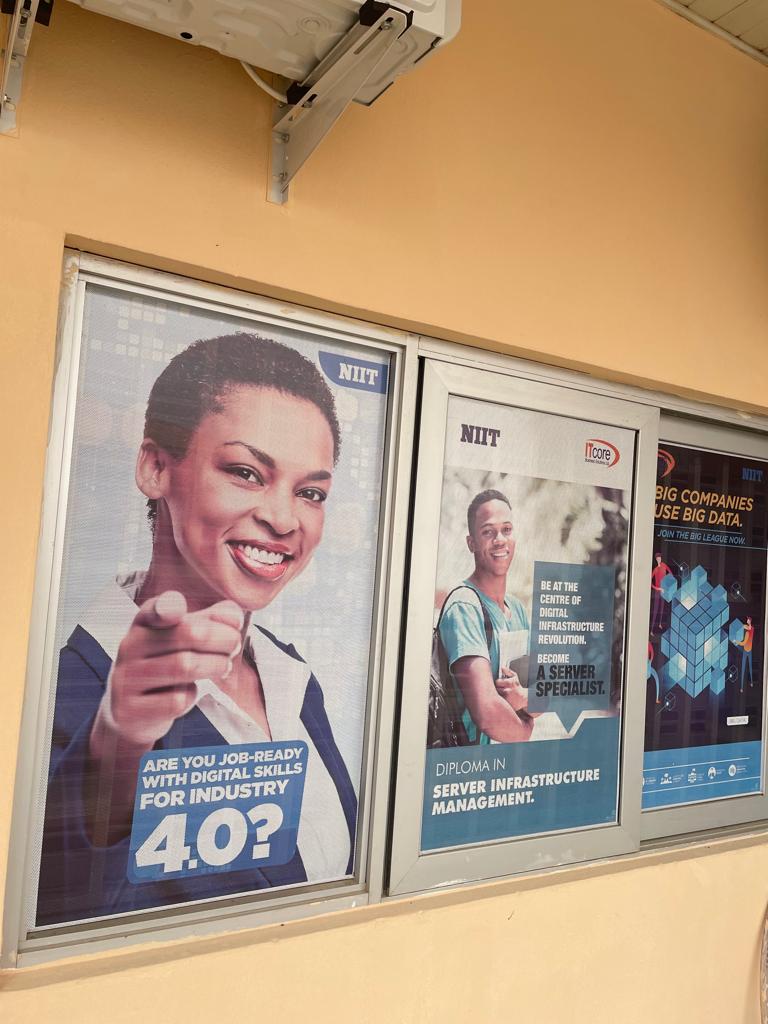 NIIT
ARE YOU JOB-READY
WITH DIGITAL SKILLS
FOR INDUSTRY
4.0?
NIIT
ITcore
BE AT THE
CENTRE OF
DIGITAL
INFRASTRUCTURE
REVOLUTION.
BECOME
A SERVER
SPECIALIST.
DIPLOMA IN
SERVER INFRASTRUCTURE
MANAGEMENT.
NIIT
BIG COMPANIES
USE BIG DATA.
JOIN THE BIG LEAGUE NOW.